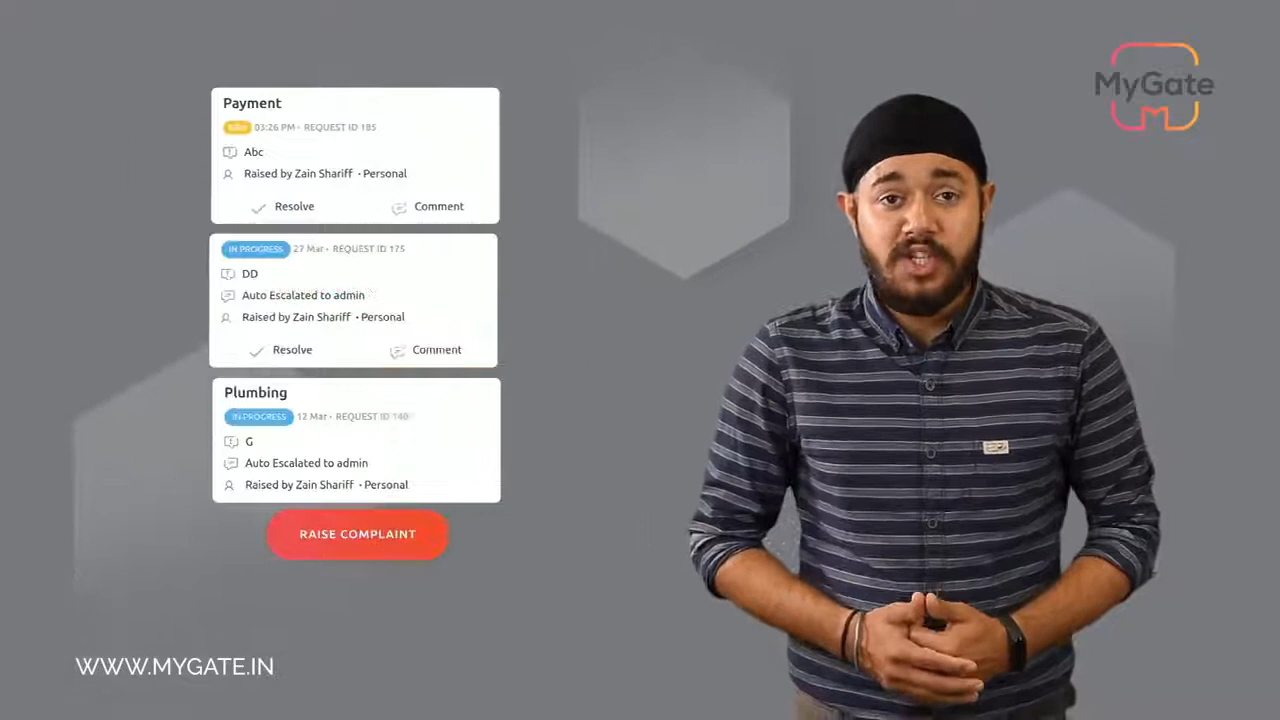 Payment
03:26 PM - REQUEST ID 185
Abc
Raised by Zain Shariff • Personal
Resolve
Comment
IN PROGRESS 27 Mar - REQUEST ID 175
DD
Auto Escalated to admin
Raised by Zain Shariff • Personal
Resolve
Comment
Plumbing
IN-PROGRESS 12 Mar - REQUEST ID 140
G
Auto Escalated to admin
Raised by Zain Shariff • Personal
RAISE COMPLAINT
WWW.MYGATE.IN
MyGate